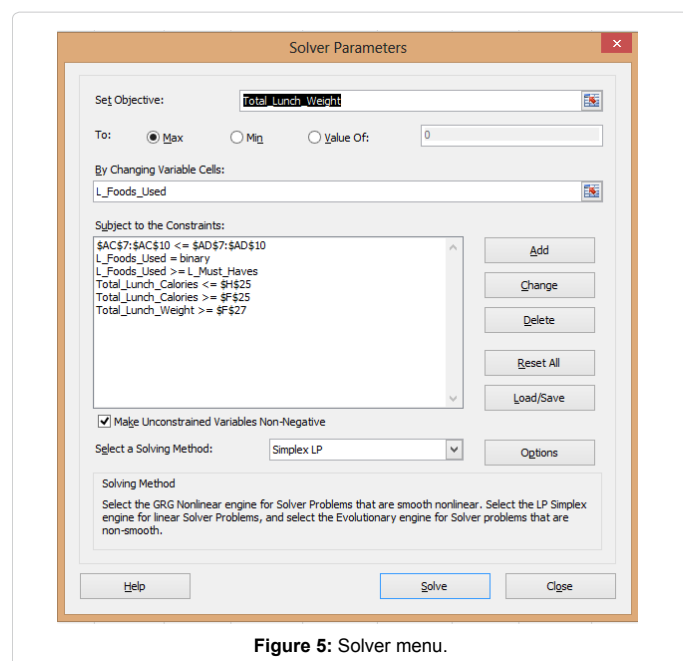 Solver Parameters
Set Objective:
Total_Lunch_Weight
To:
Max
Min
Value Of:
0
By Changing Variable Cells:
L_Foods_Used
Subject to the Constraints:
$AC$7:$AC$10 <= $AD$7:$AD$10
L_Foods_Used = binary
L_Foods_Used >= L_Must_Haves
Total_Lunch_Calories <= $H$25
Total_Lunch_Calories >= $F$25
Total_Lunch_Weight >= $F$27
Add
Change
Delete
Reset All
Load/Save
Make Unconstrained Variables Non-Negative
Select a Solving Method:
Simplex LP
Options
Solving Method
Select the GRG Nonlinear engine for Solver Problems that are smooth nonlinear. Select the LP Simplex
engine for linear Solver Problems, and select the Evolutionary engine for Solver problems that are
non-smooth.
Help
Solve
Close
Figure 5: Solver menu.